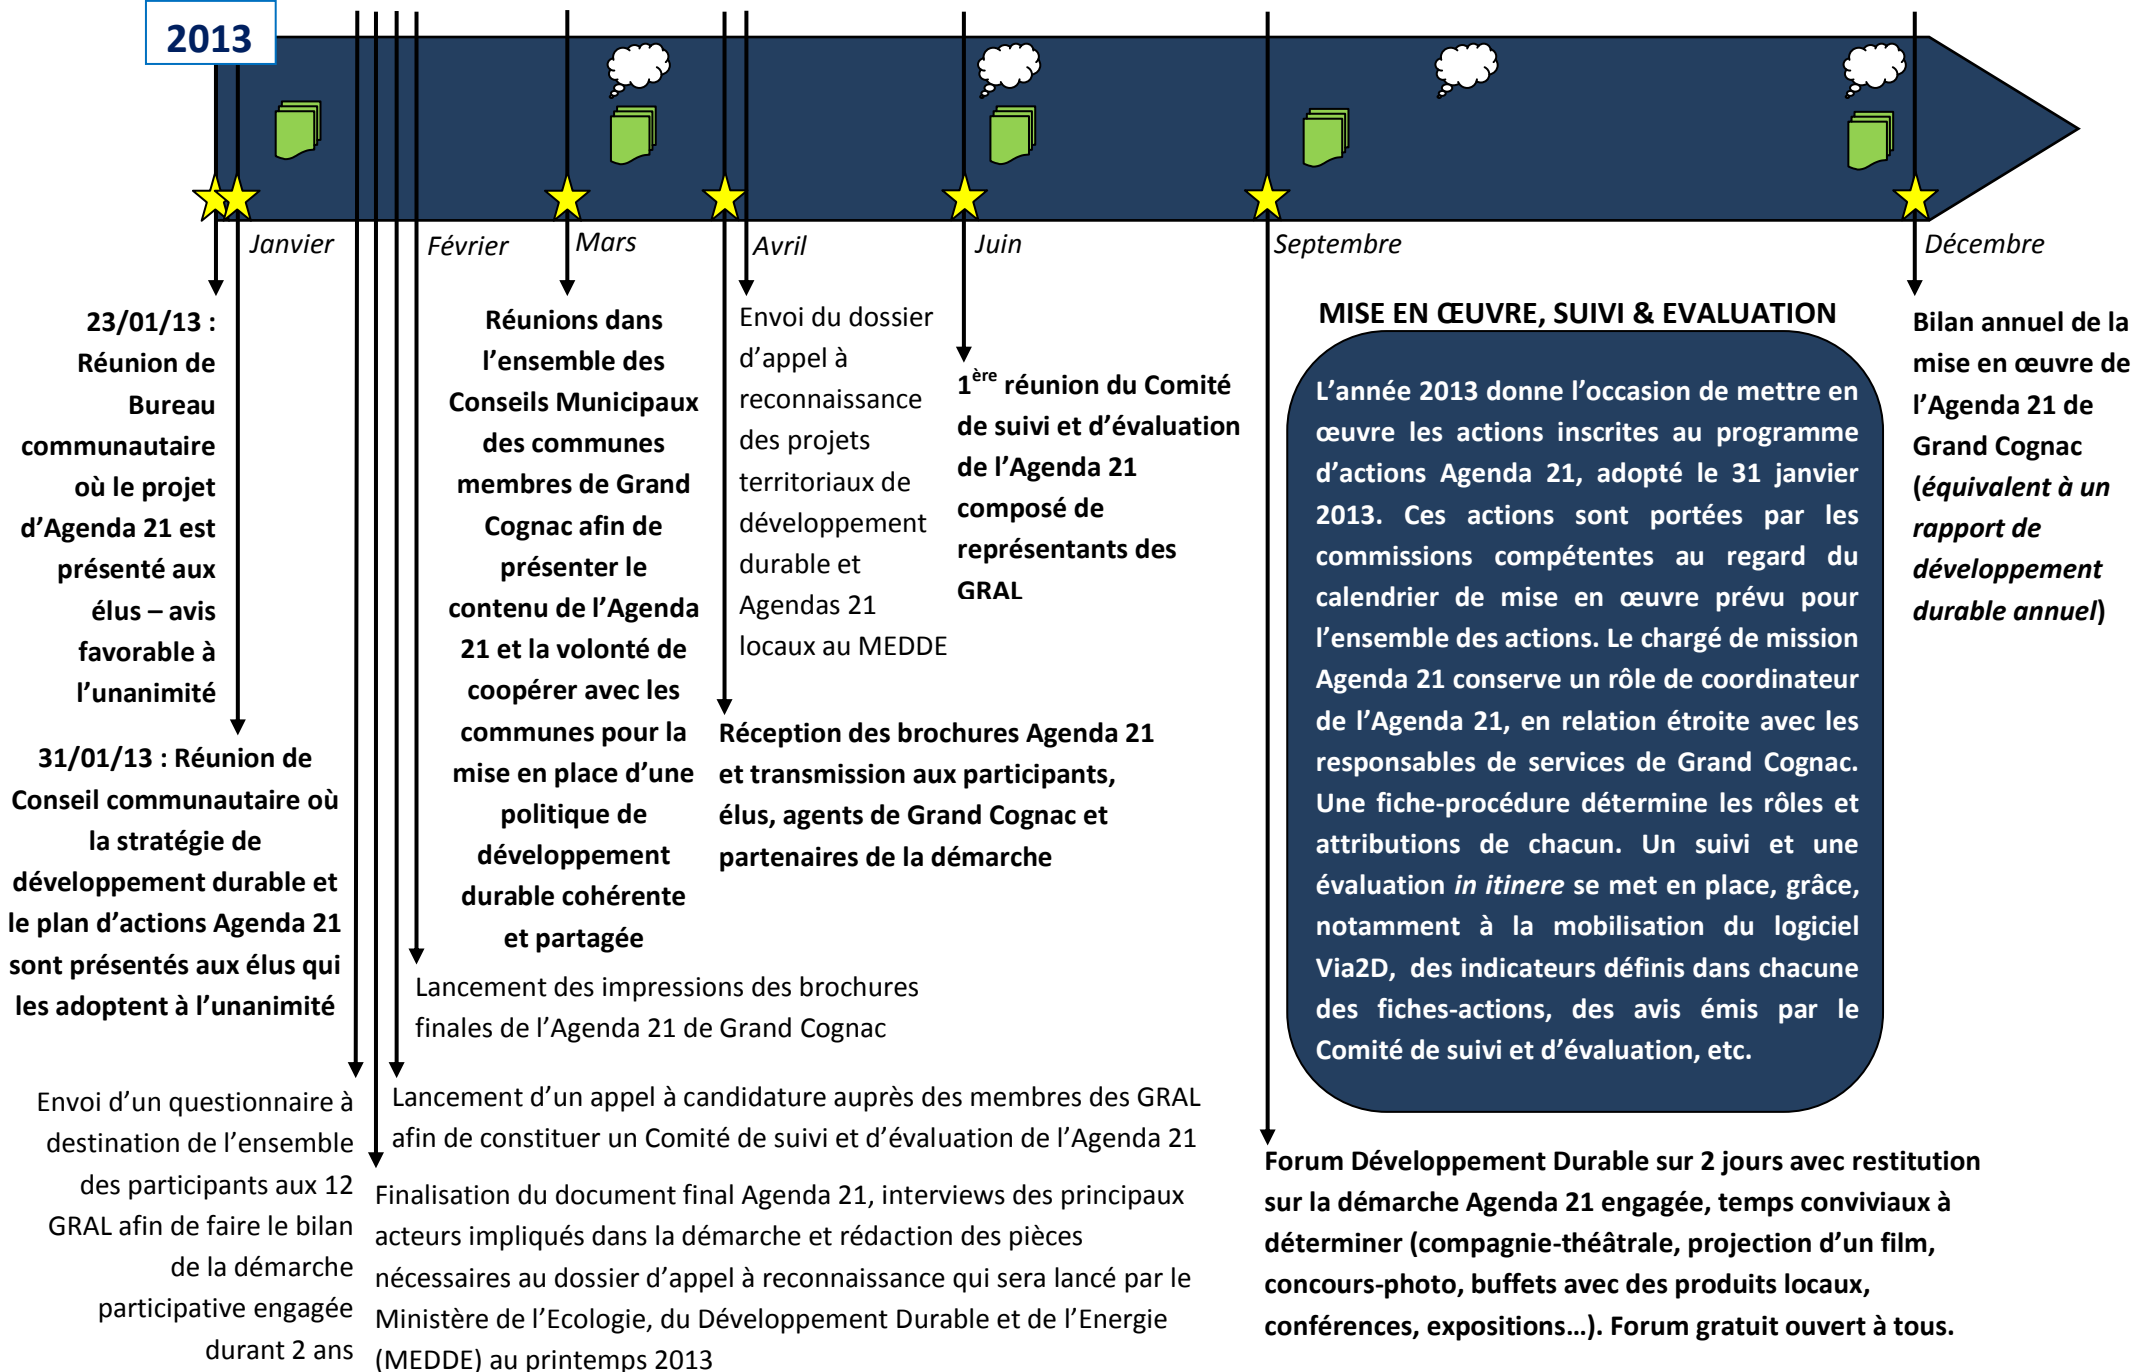 2013
Janvier
Février
Mars
Avril
Juin
Septembre
Décembre
23/01/13 :
Réunion de
Bureau
communautaire
où le projet
d’Agenda 21 est
présenté aux
élus – avis
favorable à
l’unanimité
31/01/13 : Réunion de
Conseil communautaire où
la stratégie de
développement durable et
le plan d’actions Agenda 21
sont présentés aux élus qui
les adoptent à l’unanimité
Envoi d’un questionnaire à
destination de l’ensemble
des participants aux 12
GRAL afin de faire le bilan
de la démarche
participative engagée
durant 2 ans
Finalisation du document final Agenda 21, interviews des principaux
acteurs impliqués dans la démarche et rédaction des pièces
nécessaires au dossier d’appel à reconnaissance qui sera lancé par le
Ministère de l’Ecologie, du Développement Durable et de l’Energie
(MEDDE) au printemps 2013
Lancement d’un appel à candidature auprès des membres des GRAL
afin de constituer un Comité de suivi et d’évaluation de l’Agenda 21
Lancement des impressions des brochures
finales de l’Agenda 21 de Grand Cognac
Réunions dans
l’ensemble des
Conseils Municipaux
des communes
membres de Grand
Cognac afin de
présenter le
contenu de l’Agenda
21 et la volonté de
coopérer avec les
communes pour la
mise en place d’une
politique de
développement
durable cohérente
et partagée
Réception des brochures Agenda 21
et transmission aux participants,
élus, agents de Grand Cognac et
partenaires de la démarche
Envoi du dossier
d’appel à
reconnaissance
des projets
territoriaux de
développement
durable et
Agendas 21
locaux au MEDDE
1ère réunion du Comité
de suivi et d’évaluation
de l’Agenda 21
composé de
représentants des
GRAL
MISE EN ŒUVRE, SUIVI & EVALUATION
L’année 2013 donne l’occasion de mettre en
œuvre les actions inscrites au programme
d’actions Agenda 21, adopté le 31 janvier
2013. Ces actions sont portées par les
commissions compétentes au regard du
calendrier de mise en œuvre prévu pour
l’ensemble des actions. Le chargé de mission
Agenda 21 conserve un rôle de coordinateur
de l’Agenda 21, en relation étroite avec les
responsables de services de Grand Cognac.
Une fiche-procédure détermine les rôles et
attributions de chacun. Un suivi et une
évaluation in itinere se met en place, grâce,
notamment à la mobilisation du logiciel
Via2D, des indicateurs définis dans chacune
des fiches-actions, des avis émis par le
Comité de suivi et d’évaluation, etc.
Forum Développement Durable sur 2 jours avec restitution
sur la démarche Agenda 21 engagée, temps conviviaux à
déterminer (compagnie-théâtrale, projection d’un film,
concours-photo, buffets avec des produits locaux,
conférences, expositions…). Forum gratuit ouvert à tous.
Bilan annuel de la
mise en œuvre de
l’Agenda 21 de
Grand Cognac
(équivalent à un
rapport de
développement
durable annuel)